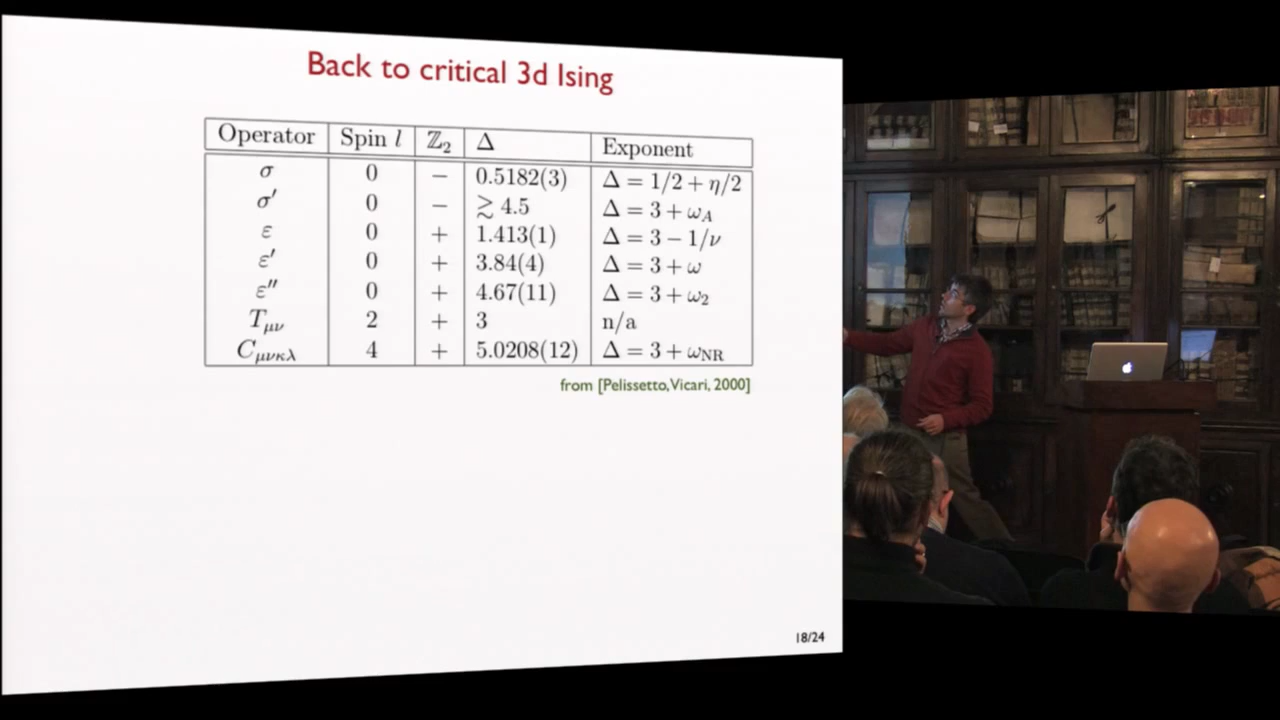 Back to critical 3d Ising
Operator Spin l ℤ₂ Δ Exponent
σ 0 − 0.5182(3) Δ = 1/2 + η/2
σ′ 0 − ≳ 4.5 Δ = 3 + ω_A
ε 0 + 1.413(1) Δ = 3 − 1/ν
ε′ 0 + 3.84(4) Δ = 3 + ω
ε″ 0 + 4.67(11) Δ = 3 + ω₂
T_μν 2 + 3 n/a
C_μνκλ 4 + 5.0208(12) Δ = 3 + ω_NR
from [Pelissetto, Vicari, 2000]
18/24